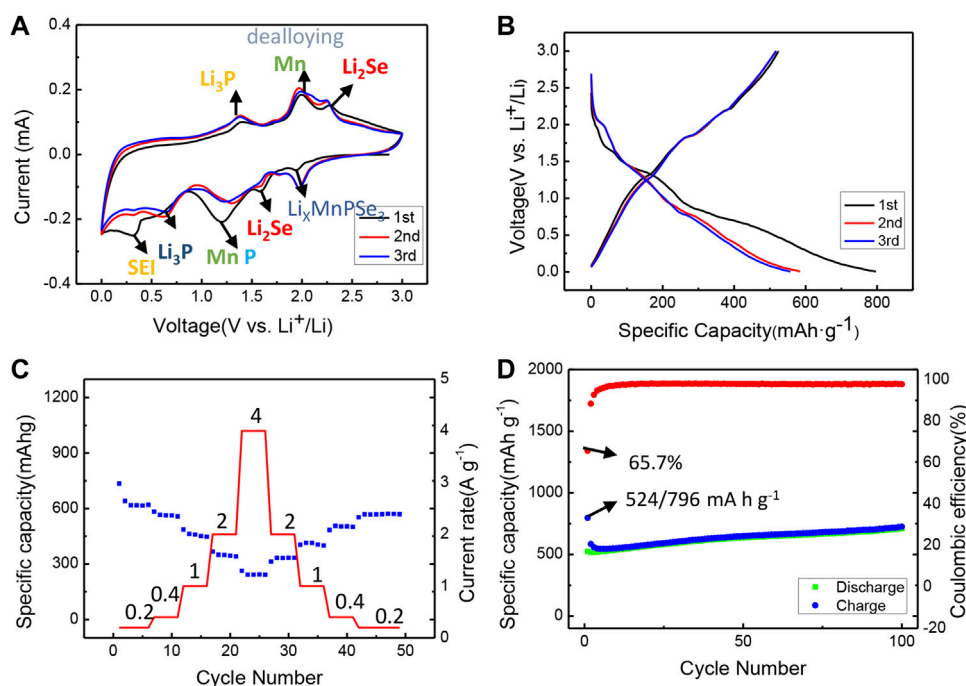 A
0.4
0.2
0.0
-0.2
-0.4
Current (mA)
dealloying
Mn
Li2Se
Li3P
LiXMnPSe3
Li2Se
Li3P
Mn P
SEI
1st
2nd
3rd
0.0 0.5 1.0 1.5 2.0 2.5 3.0
Voltage(V vs. Li+/Li)
B
3.0
2.5
2.0
1.5
1.0
0.5
0.0
Voltage(V vs. Li+/Li)
1st
2nd
3rd
0 200 400 600 800
Specific Capacity(mAh·g-1)
C
1200
900
600
300
0
Specific capacity(mAhg)
5
4
3
2
1
0
Current rate(A g-1)
4
2
2
1
1
0.4
0.4
0.2
0.2
0 10 20 30 40 50
Cycle Number
D
2000
1750
1500
1250
1000
750
500
250
0
Specific capacity(mAh g-1)
100
80
60
40
20
0
-20
Coulombic efficiency(%)
65.7%
524/796 mA h g-1
Discharge
Charge
0 50 100
Cycle Number